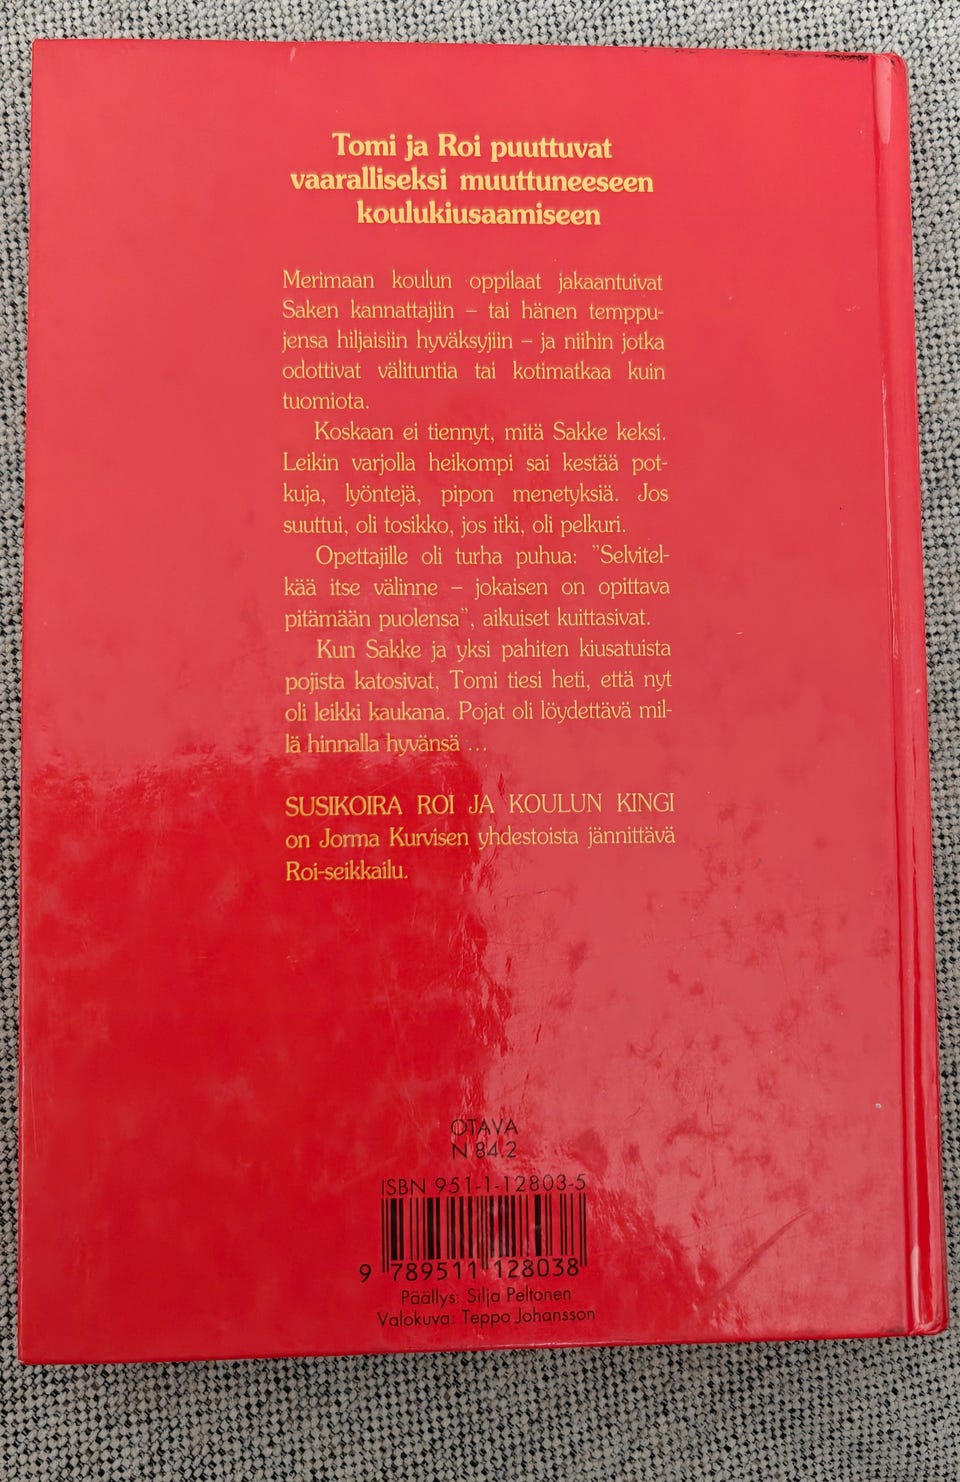 Tomi ja Roi puuttuvat
vaaralliseksi muuttuneeseen
koulukiusaamiseen
Merimaan koulun oppilaat jakaantuivat
Saken kannattajiin – tai hänen temppu-
jensa hiljaisiin hyväksyjiin – ja niihin jotka
odottivat välituntia tai kotimatkaa kuin
tuomiota.
Koskaan ei tiennyt, mitä Sakke keksi.
Leikin varjolla heikompi sai kestää pot-
kuja, lyöntejä, pipon menetyksiä. Jos
suuttui, oli tosikko, jos itki, oli pelkuri.
Opettajille oli turha puhua: ”Selvitel-
kää itse välinne – jokaisen on opittava
pitämään puolensa”, aikuiset kuittasivat.
Kun Sakke ja yksi pahiten kiusatuista
pojista katosivat, Tomi tiesi heti, että nyt
oli leikki kaukana. Pojat oli löydettävä mil-
lä hinnalla hyvänsä ...
SUSIKOIRA ROI JA KOULUN KINGI
on Jorma Kurvisen yhdestoista jännittävä
Roi-seikkailu.
OTAVA
N 84.2
ISBN 951-1-12803-5
9 789511 128038
Päällys: Silja Peltonen
Valokuva: Teppo Johansson